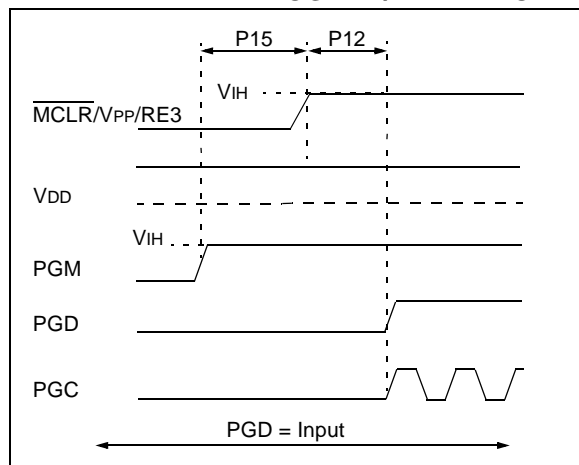 P15 P12
VIH
MCLR/VPP/RE3
VDD
VIH
PGM
PGD
PGC
PGD = Input